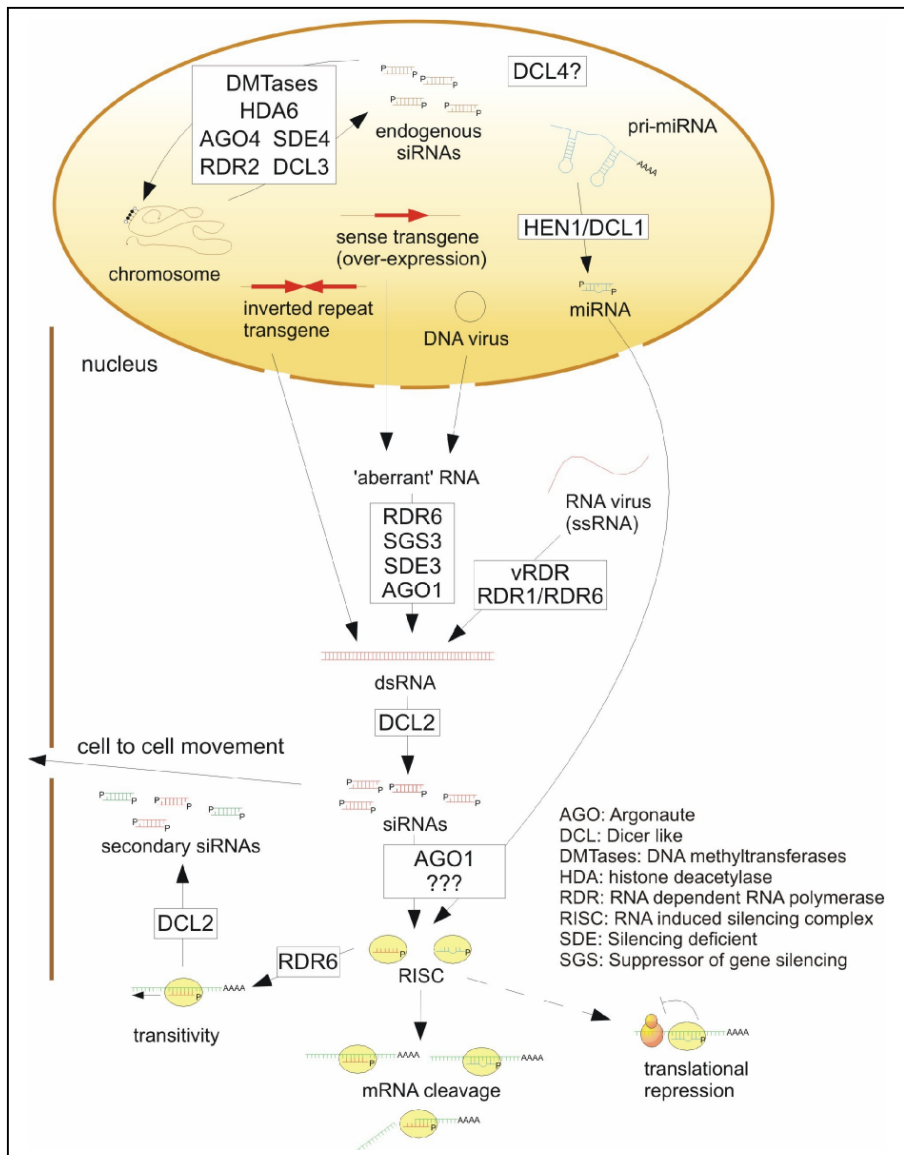 DMTases
HDA6
AGO4 SDE4
RDR2 DCL3
P P
P P
P P
P P
endogenous
siRNAs
DCL4?
pri-miRNA
AAAA
HEN1/DCL1
P P
miRNA
chromosome
sense transgene
(over-expression)
inverted repeat
transgene
DNA virus
nucleus
'aberrant' RNA
RDR6
SGS3
SDE3
AGO1
RNA virus
(ssRNA)
vRDR
RDR1/RDR6
dsRNA
DCL2
cell to cell movement
P P
P P
P P
P P
siRNAs
P P
P P
P P
P P
secondary siRNAs
AGO1
???
DCL2
RDR6
P
P
RISC
AAAA
P
transitivity
AGO: Argonaute
DCL: Dicer like
DMTases: DNA methyltransferases
HDA: histone deacetylase
RDR: RNA dependent RNA polymerase
RISC: RNA induced silencing complex
SDE: Silencing deficient
SGS: Suppressor of gene silencing
AAAA
P
translational
repression
AAAA
P
AAAA
P
mRNA cleavage
AAAA
P